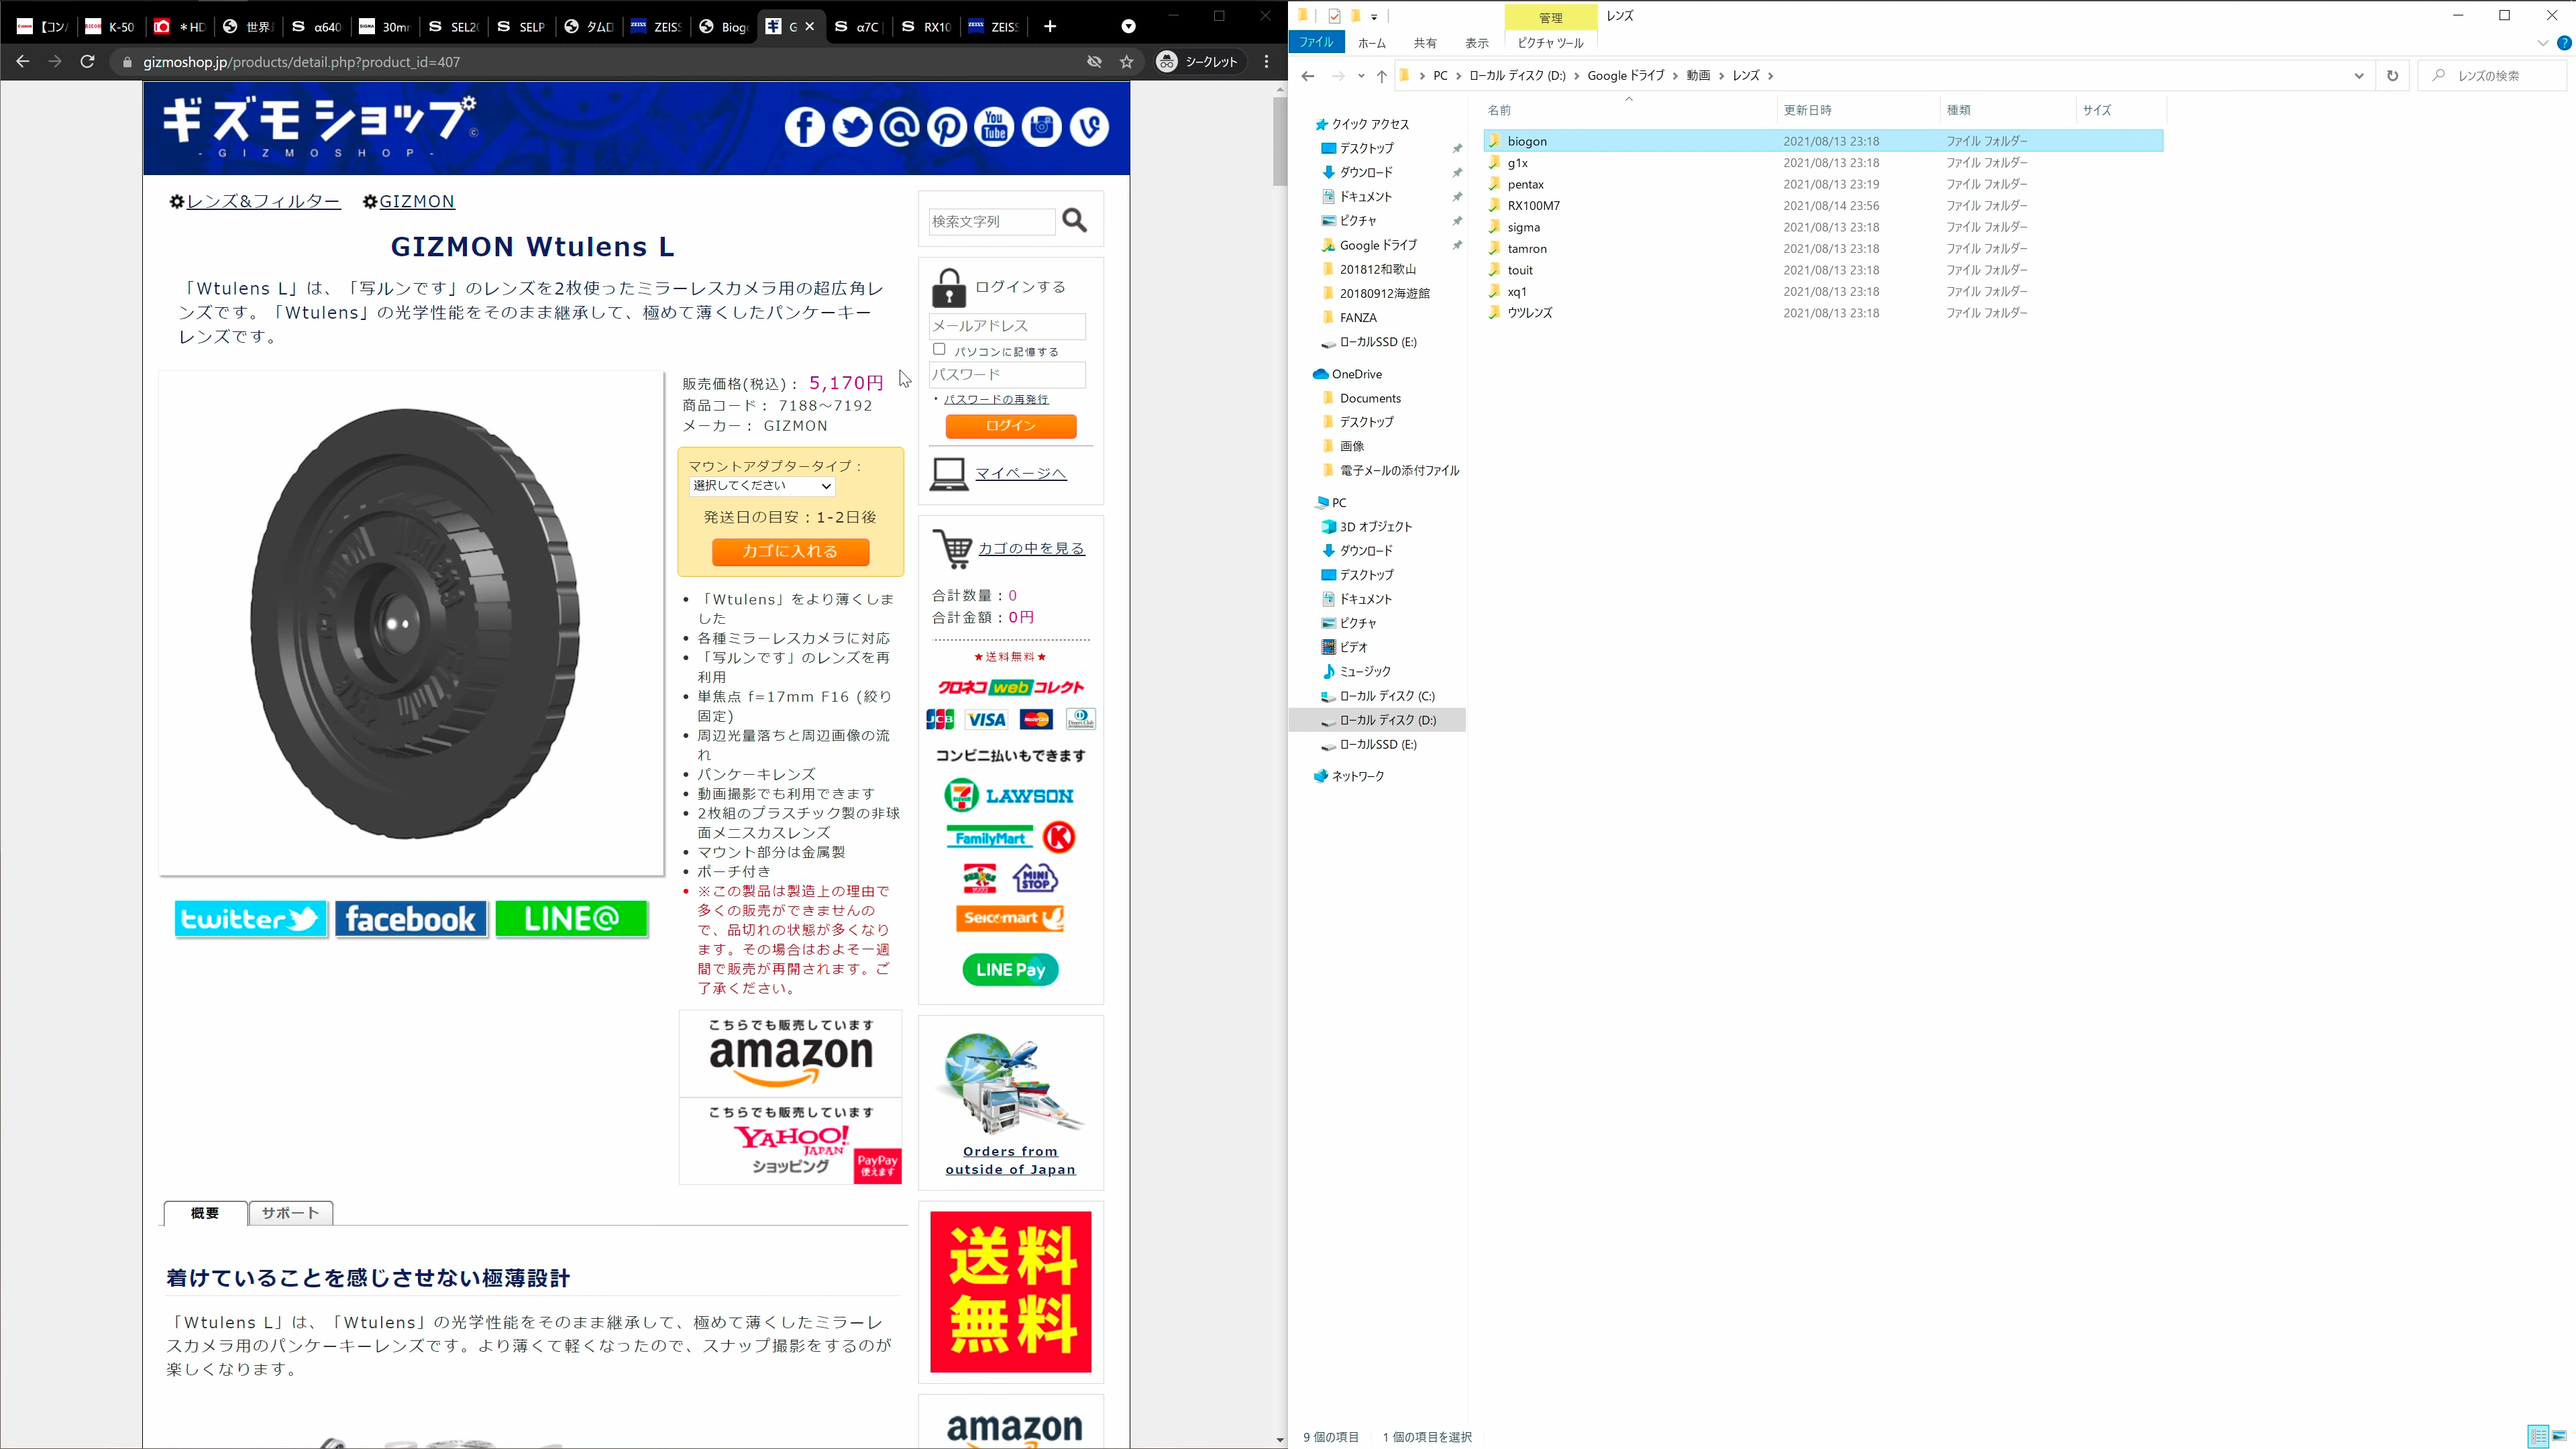 【コン
K-50
*HD
世界
α640
30mm
SEL2
SELP
タムロ
ZEISS
Biog
G
α7C
RX10
ZEISS
gizmoshop.jp/products/detail.php?product_id=407
シークレット
ギズモショップ
- GIZMOSHOP -
レンズ&フィルター
GIZMON
GIZMON Wtulens L
「Wtulens L」は、「写ルンです」のレンズを2枚使ったミラーレスカメラ用の超広角レ
ンズです。「Wtulens」の光学性能をそのまま継承して、極めて薄くしたパンケーキー
レンズです。
販売価格(税込)： 5,170円
商品コード： 7188～7192
メーカー： GIZMON
マウントアダプタータイプ：
選択してください
発送日の目安：1-2日後
カゴに入れる
「Wtulens」をより薄くしま
した
各種ミラーレスカメラに対応
「写ルンです」のレンズを再
利用
単焦点 f=17mm F16 (絞り
固定)
周辺光量落ちと周辺画像の流
れ
パンケーキレンズ
動画撮影でも利用できます
2枚組のプラスチック製の非球
面メニスカスレンズ
マウント部分は金属製
ポーチ付き
※この製品は製造上の理由で
多くの販売ができませんの
で、品切れの状態が多くなり
ます。その場合はおよそ一週
間で販売が再開されます。ご
了承ください。
twitter
facebook
LINE@
こちらでも販売しています
amazon
こちらでも販売しています
YAHOO!
JAPAN
ショッピング
PayPay
使えます
概要
サポート
着けていることを感じさせない極薄設計
「Wtulens L」は、「Wtulens」の光学性能をそのまま継承して、極めて薄くしたミラーレ
スカメラ用のパンケーキーレンズです。より薄くて軽くなったので、スナップ撮影をするのが
楽しくなります。
検索文字列
ログインする
メールアドレス
パソコンに記憶する
パスワード
・パスワードの再発行
ログイン
マイページへ
カゴの中を見る
合計数量：0
合計金額：0円
★送料無料★
クロネコwebコレクト
JCB
VISA
MasterCard
Diners Club
コンビニ払いもできます
LAWSON
FamilyMart
K
MINI
STOP
Seicomart
LINE Pay
Orders from
outside of Japan
送料
無料
amazon
管理
レンズ
ファイル
ホーム
共有
表示
ピクチャ ツール
PC
ローカル ディスク (D:)
Google ドライブ
動画
レンズ
レンズの検索
クイック アクセス
デスクトップ
ダウンロード
ドキュメント
ピクチャ
Google ドライブ
201812和歌山
20180912海遊館
FANZA
ローカルSSD (E:)
OneDrive
Documents
デスクトップ
画像
電子メールの添付ファイル
PC
3D オブジェクト
ダウンロード
デスクトップ
ドキュメント
ピクチャ
ビデオ
ミュージック
ローカル ディスク (C:)
ローカル ディスク (D:)
ローカルSSD (E:)
ネットワーク
名前 更新日時 種類 サイズ
biogon 2021/08/13 23:18 ファイル フォルダー
g1x 2021/08/13 23:18 ファイル フォルダー
pentax 2021/08/13 23:19 ファイル フォルダー
RX100M7 2021/08/14 23:56 ファイル フォルダー
sigma 2021/08/13 23:18 ファイル フォルダー
tamron 2021/08/13 23:18 ファイル フォルダー
touit 2021/08/13 23:18 ファイル フォルダー
xq1 2021/08/13 23:18 ファイル フォルダー
ウツレンズ 2021/08/13 23:18 ファイル フォルダー
9 個の項目
1 個の項目を選択